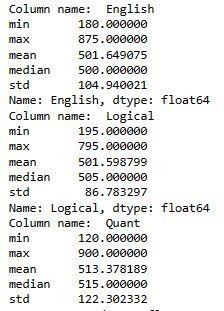 Column name:  English
min       180.000000
max       875.000000
mean      501.649075
median    500.000000
std       104.940021
Name: English, dtype: float64
Column name:  Logical
min       195.000000
max       795.000000
mean      501.598799
median    505.000000
std        86.783297
Name: Logical, dtype: float64
Column name:  Quant
min       120.000000
max       900.000000
mean      513.378189
median    515.000000
std       122.302332